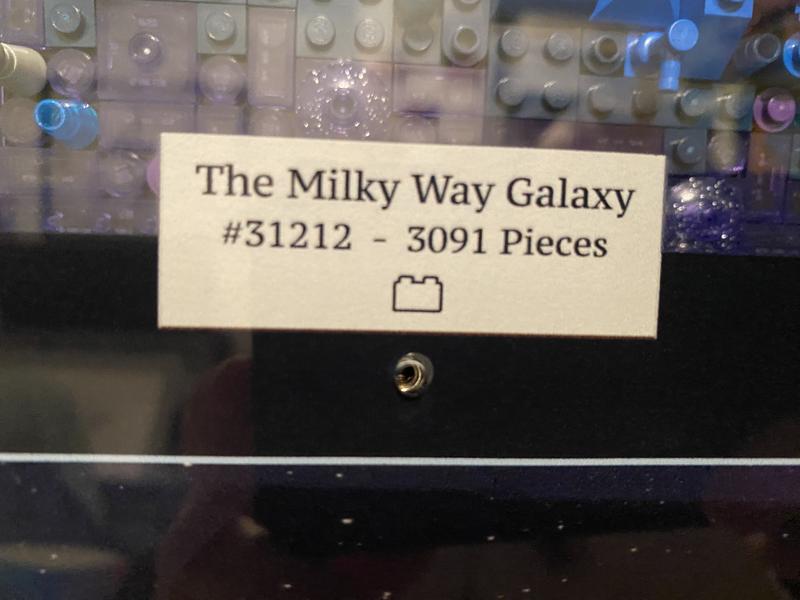 The Milky Way Galaxy
#31212 - 3091 Pieces